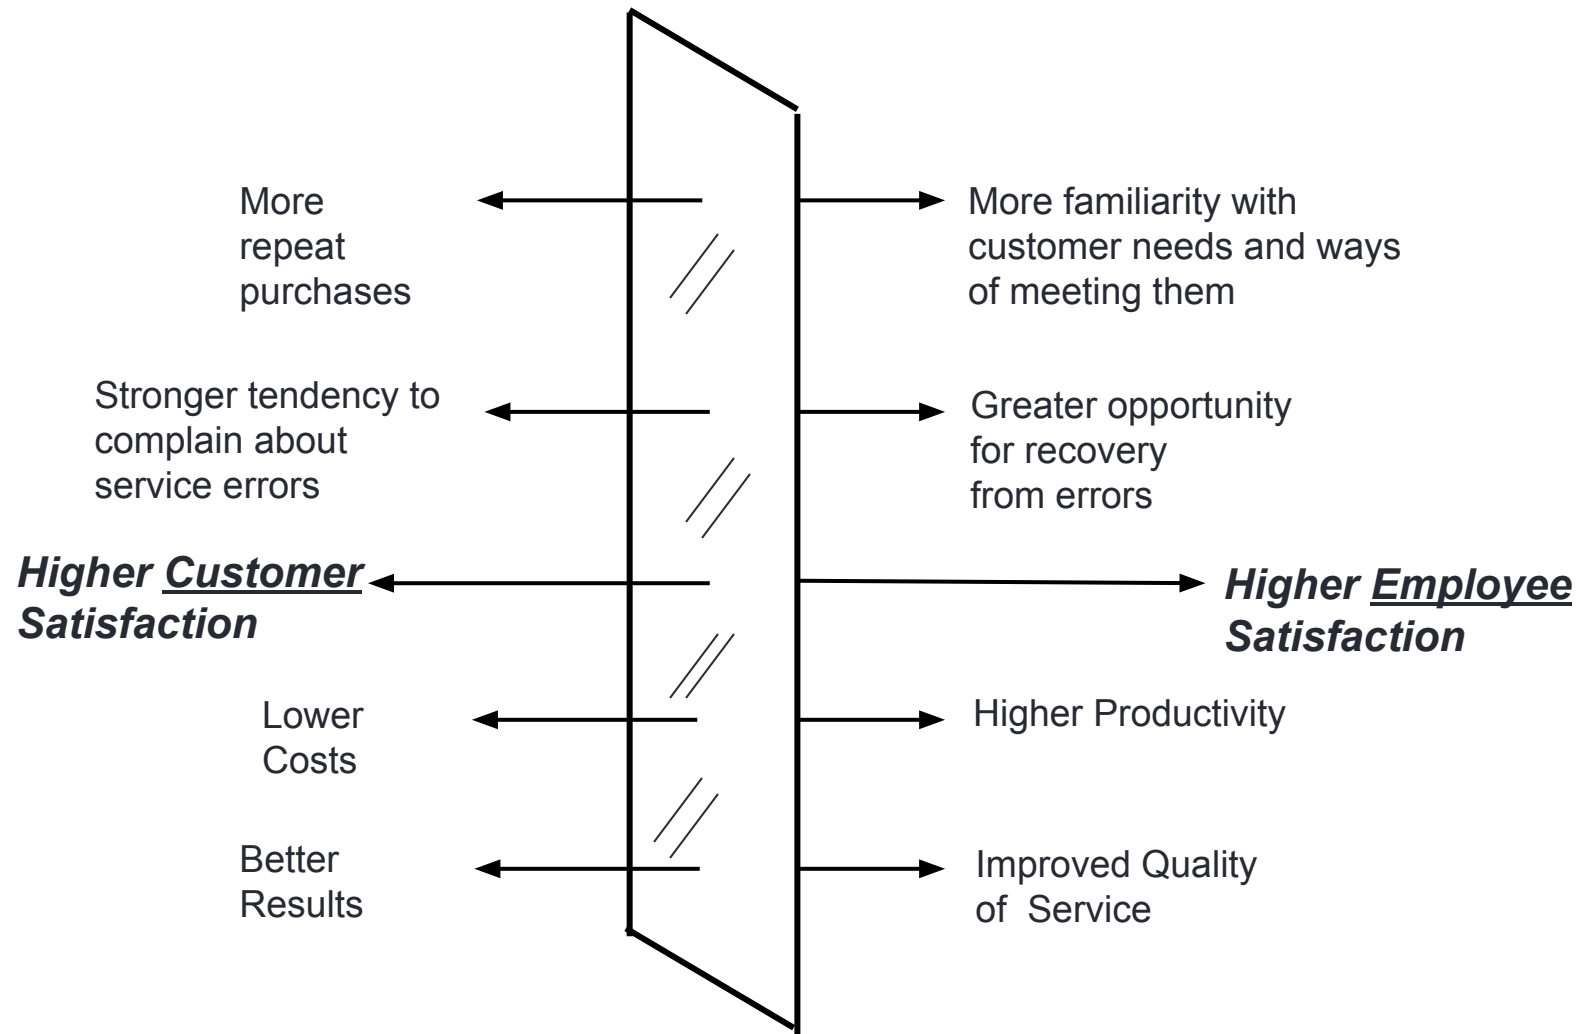 More
repeat
purchases
More familiarity with
customer needs and ways
of meeting them
Stronger tendency to
complain about
service errors
Greater opportunity
for recovery
from errors
Higher Customer
Satisfaction
Higher Employee
Satisfaction
Lower
Costs
Higher Productivity
Better
Results
Improved Quality
of Service